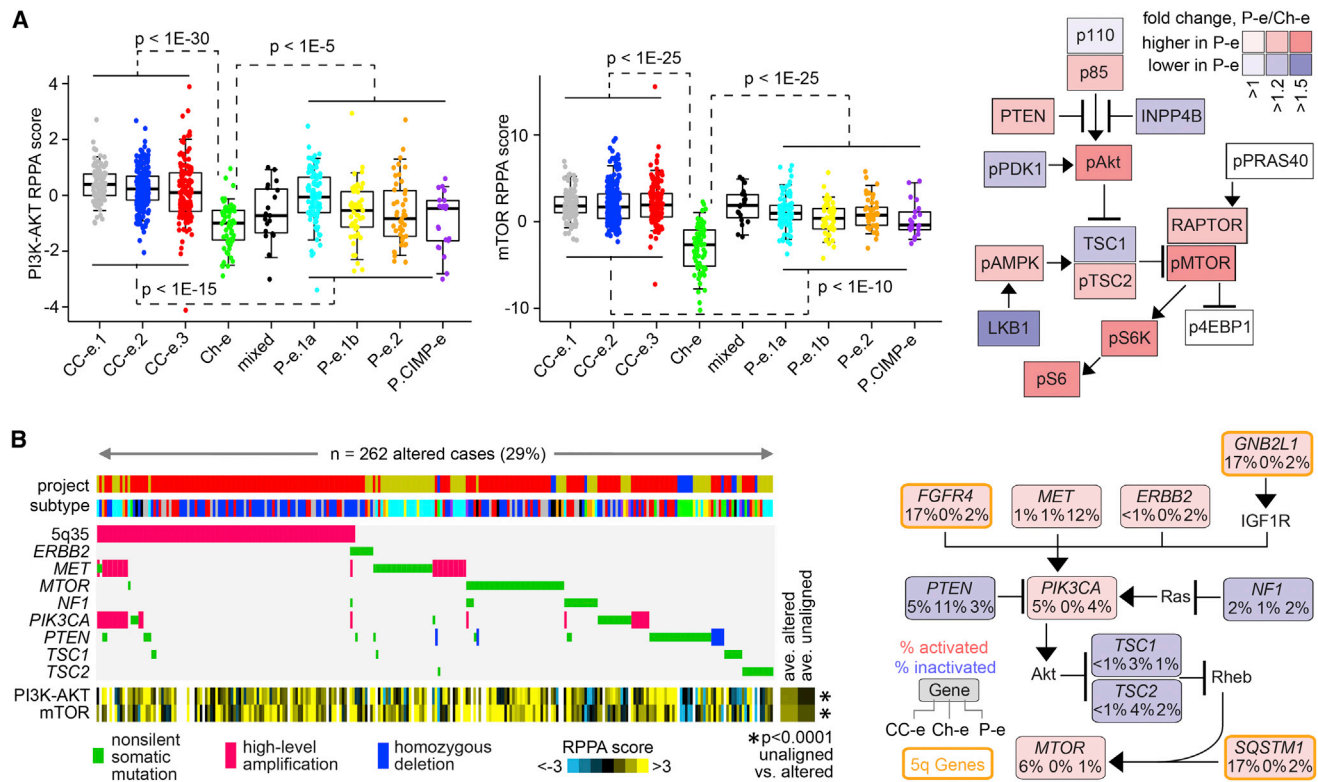 A
p < 1E-30
p < 1E-5
PI3K-AKT RPPA score
4
2
0
-2
-4
p < 1E-15
CC-e.1
CC-e.2
CC-e.3
Ch-e
mixed
P-e.1a
P-e.1b
P-e.2
P.CIMP-e
p < 1E-25
p < 1E-25
mTOR RPPA score
10
0
-10
p < 1E-10
CC-e.1
CC-e.2
CC-e.3
Ch-e
mixed
P-e.1a
P-e.1b
P-e.2
P.CIMP-e
fold change, P-e/Ch-e
higher in P-e
lower in P-e
>1
>1.2
>1.5
p110
p85
PTEN
INPP4B
pPDK1
pAkt
pPRAS40
TSC1
RAPTOR
pAMPK
pTSC2
pMTOR
LKB1
pS6K
p4EBP1
pS6
B
n = 262 altered cases (29%)
project
subtype
5q35
ERBB2
MET
MTOR
NF1
PIK3CA
PTEN
TSC1
TSC2
ave. altered
ave. unaligned
PI3K-AKT *
mTOR *
nonsilent
somatic
mutation
high-level
amplification
homozygous
deletion
RPPA score
<-3 >3
*p<0.0001
unaligned
vs. altered
GNB2L1
17% 0% 2%
FGFR4
17% 0% 2%
MET
1% 1% 12%
ERBB2
<1% 0% 2%
IGF1R
PTEN
5% 11% 3%
PIK3CA
5% 0% 4%
Ras
NF1
2% 1% 2%
% activated
% inactivated
Gene
CC-e Ch-e P-e
5q Genes
Akt
TSC1
<1% 3% 1%
TSC2
<1% 4% 2%
Rheb
MTOR
6% 0% 1%
SQSTM1
17% 0% 2%